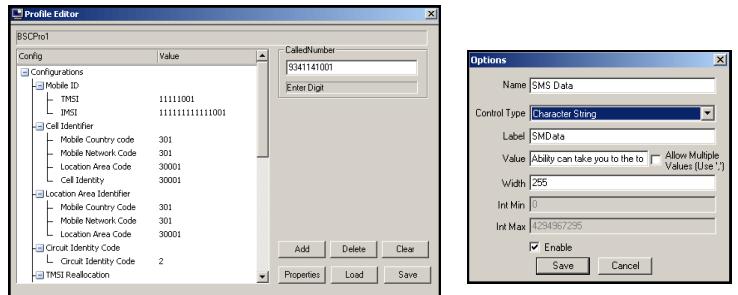 Profile Editor
BSCPro1
Config Value
Configurations
Mobile ID
TMSI 11111001
IMSI 111111111111001
Cell Identifier
Mobile Country code 301
Mobile Network Code 301
Location Area Code 30001
Cell Identity 30001
Location Area Identifier
Mobile Country Code 301
Mobile Network Code 301
Location Area Code 30001
Circuit Identity Code
Circuit Identity Code 2
TMSI Reallocation
CalledNumber
9341141001
Enter Digit
Add Delete Clear
Properties Load Save
Options
Name SMS Data
Control Type Character String
Label SMData
Value Ability can take you to the to Allow Multiple
Values (Use ',')
Width 255
Int Min 0
Int Max 4294967295
Enable
Save Cancel